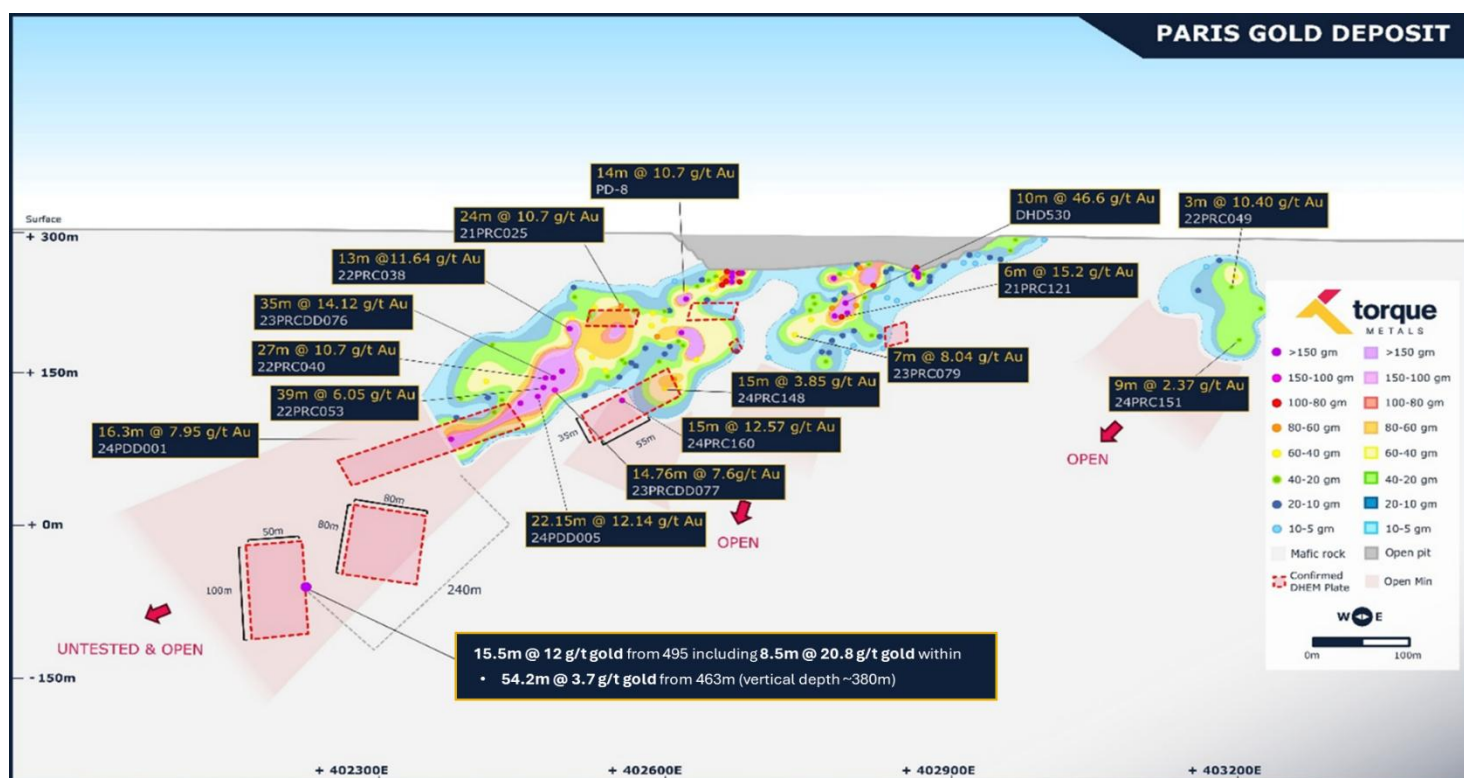 PARIS GOLD DEPOSIT
14m @ 10.7 g/t Au
PD-8
10m @ 46.6 g/t Au
DHD530
3m @ 10.40 g/t Au
22PRC049
24m @ 10.7 g/t Au
21PRC025
Surface
+ 300m
13m @11.64 g/t Au
22PRC038
6m @ 15.2 g/t Au
21PRC121
35m @ 14.12 g/t Au
23PRCDD076
27m @ 10.7 g/t Au
22PRC040
+ 150m
7m @ 8.04 g/t Au
23PRC079
39m @ 6.05 g/t Au
22PRC053
15m @ 3.85 g/t Au
24PRC148
9m @ 2.37 g/t Au
24PRC151
16.3m @ 7.95 g/t Au
24PDD001
35m
55m
15m @ 12.57 g/t Au
24PRC160
OPEN
14.76m @ 7.6g/t Au
23PRCDD077
22.15m @ 12.14 g/t Au
24PDD005
OPEN
+ 0m
80m
80m
50m
100m
240m
UNTESTED & OPEN
15.5m @ 12 g/t gold from 495 including 8.5m @ 20.8 g/t gold within
• 54.2m @ 3.7 g/t gold from 463m (vertical depth ~380m)
- 150m
+ 402300E
+ 402600E
+ 402900E
+ 403200E
torque
METALS
>150 gm >150 gm
150-100 gm 150-100 gm
100-80 gm 100-80 gm
80-60 gm 80-60 gm
60-40 gm 60-40 gm
40-20 gm 40-20 gm
20-10 gm 20-10 gm
10-5 gm 10-5 gm
Mafic rock Open pit
Confirmed
DHEM Plate
Open Min
W E
0m 100m